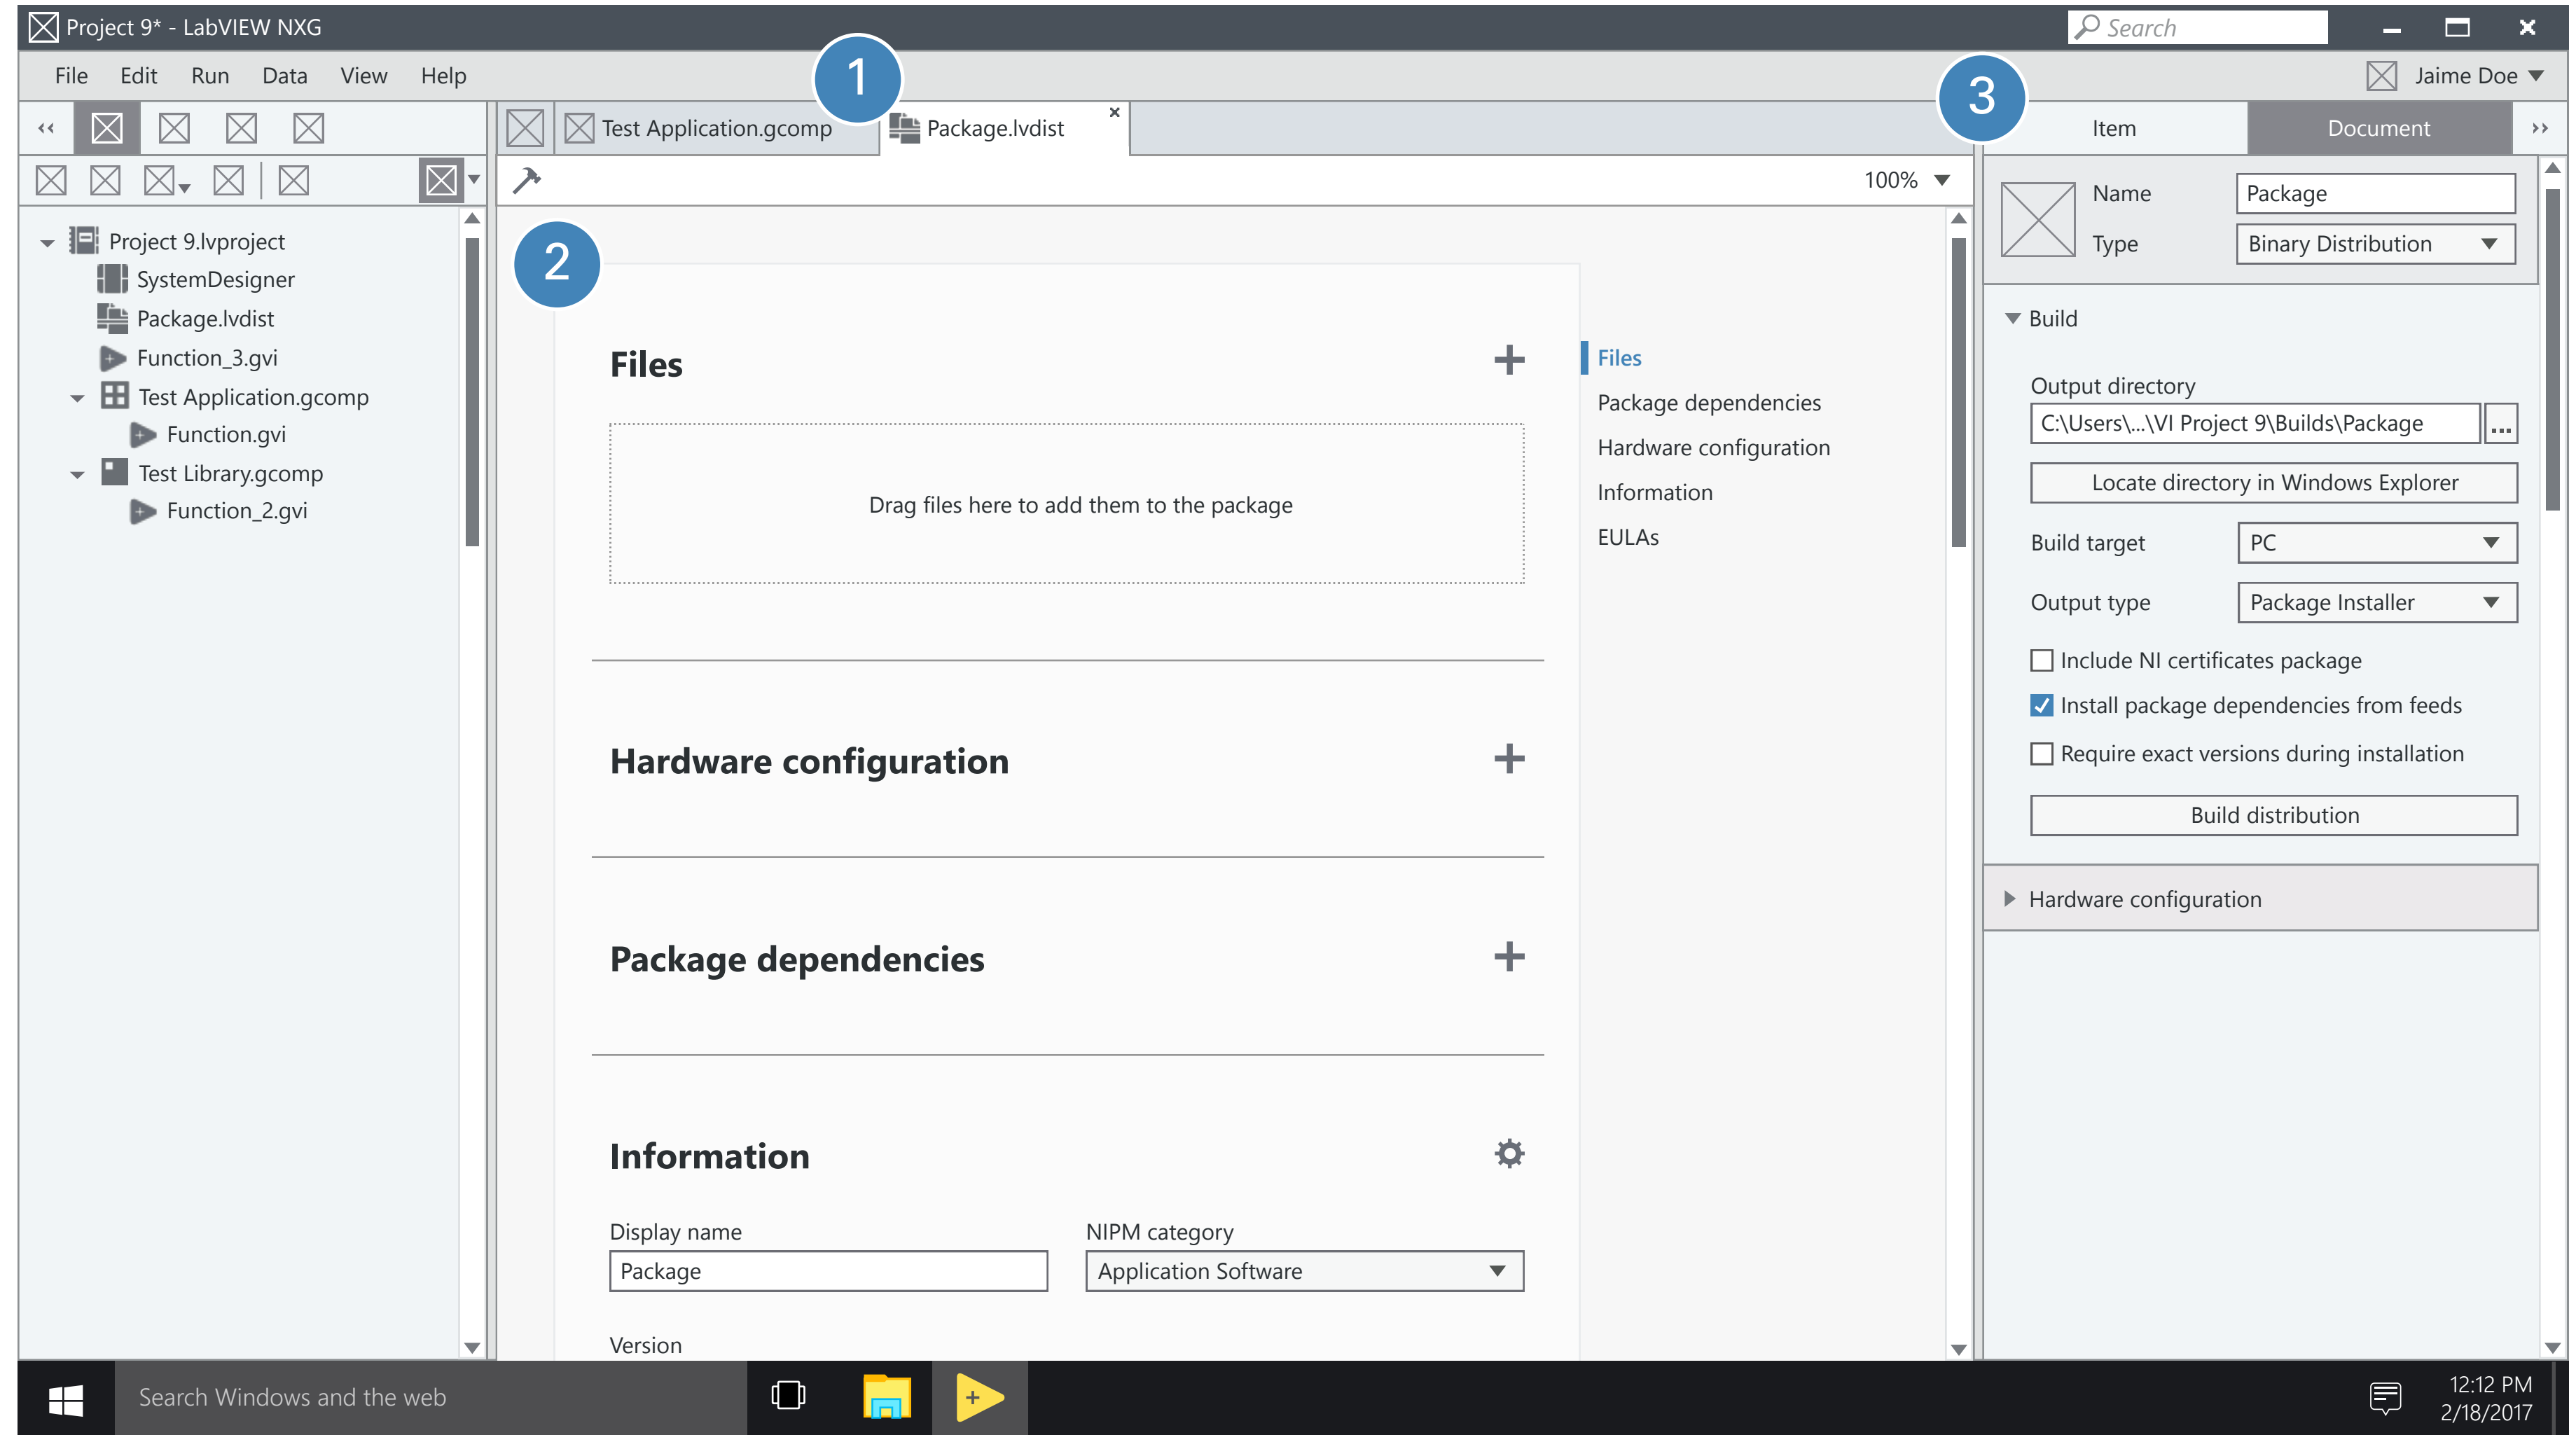 Project 9* - LabVIEW NXG
Search
File Edit Run Data View Help
Jaime Doe
1
3
Test Application.gcomp
Package.lvdist
Item
Document
100%
Project 9.lvproject
SystemDesigner
Package.lvdist
Function_3.gvi
Test Application.gcomp
Function.gvi
Test Library.gcomp
Function_2.gvi
2
Files
Drag files here to add them to the package
Hardware configuration
Package dependencies
Information
Display name
Package
NIPM category
Application Software
Version
Files
Package dependencies
Hardware configuration
Information
EULAs
Name
Package
Type
Binary Distribution
Build
Output directory
C:\Users\...\VI Project 9\Builds\Package
...
Locate directory in Windows Explorer
Build target
PC
Output type
Package Installer
Include NI certificates package
Install package dependencies from feeds
Require exact versions during installation
Build distribution
Hardware configuration
Search Windows and the web
12:12 PM
2/18/2017